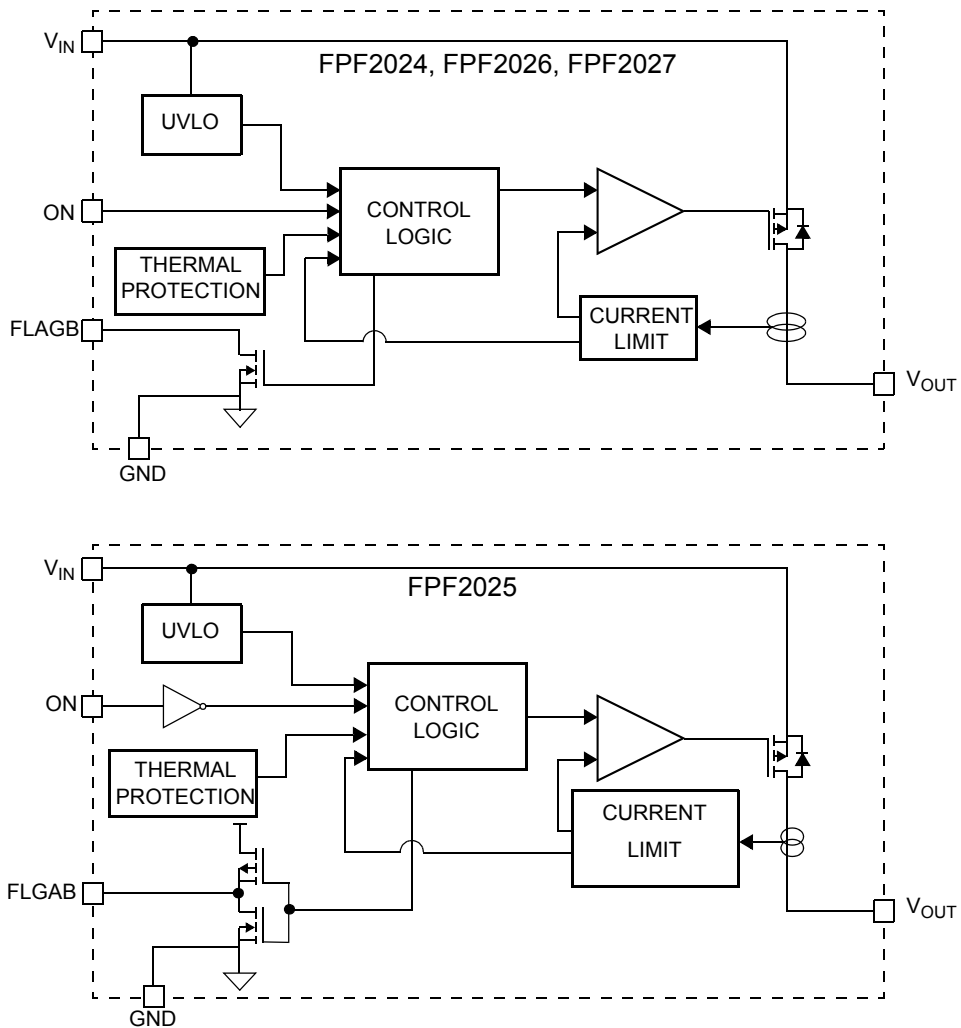 VIN
FPF2024, FPF2026, FPF2027
UVLO
ON
CONTROL
LOGIC
THERMAL
PROTECTION
FLAGB
CURRENT
LIMIT
VOUT
GND
VIN
FPF2025
UVLO
ON
CONTROL
LOGIC
THERMAL
PROTECTION
CURRENT
LIMIT
FLGAB
VOUT
GND